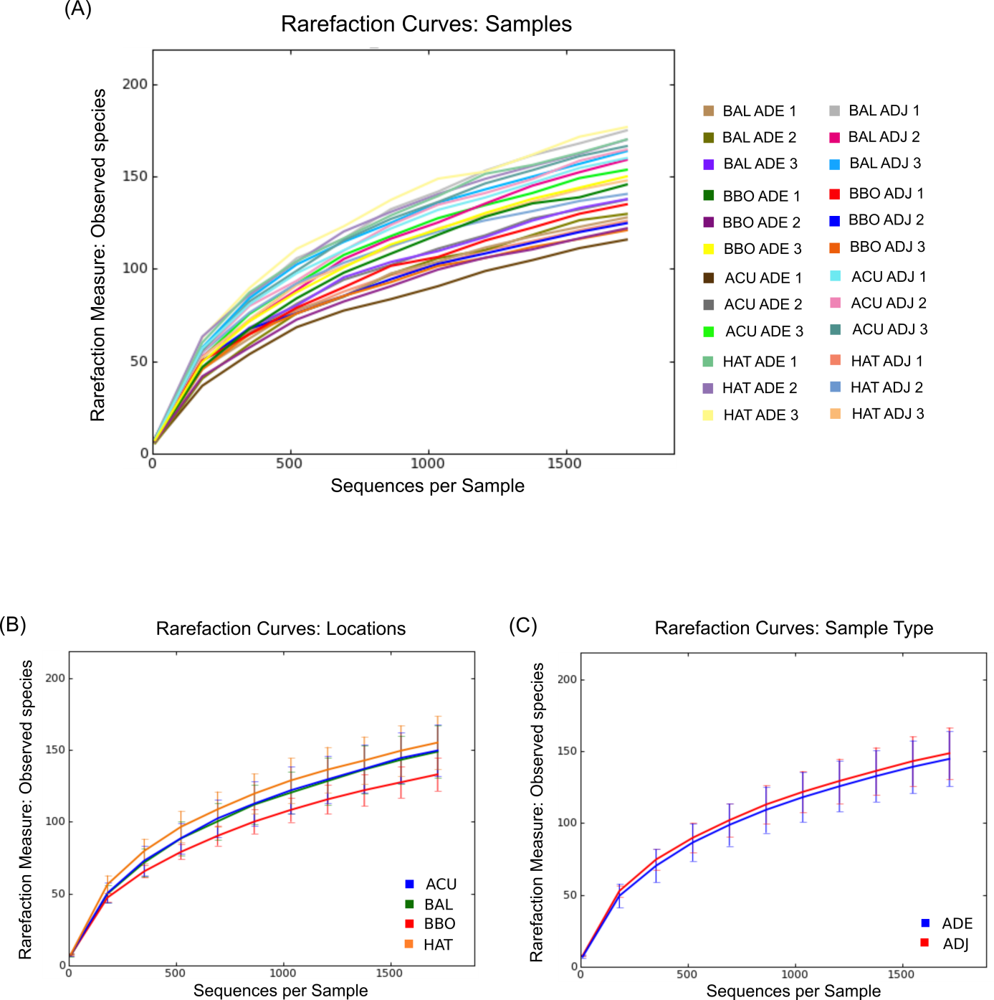 (A)
Rarefaction Curves: Samples
Rarefaction Measure: Observed species
200
150
100
50
0
0 500 1000 1500
Sequences per Sample
BAL ADE 1 BAL ADJ 1
BAL ADE 2 BAL ADJ 2
BAL ADE 3 BAL ADJ 3
BBO ADE 1 BBO ADJ 1
BBO ADE 2 BBO ADJ 2
BBO ADE 3 BBO ADJ 3
ACU ADE 1 ACU ADJ 1
ACU ADE 2 ACU ADJ 2
ACU ADE 3 ACU ADJ 3
HAT ADE 1 HAT ADJ 1
HAT ADE 2 HAT ADJ 2
HAT ADE 3 HAT ADJ 3
(B)
Rarefaction Curves: Locations
Rarefaction Measure: Observed species
200
150
100
50
0
0 500 1000 1500
Sequences per Sample
ACU
BAL
BBO
HAT
(C)
Rarefaction Curves: Sample Type
Rarefaction Measure: Observed species
200
150
100
50
0
0 500 1000 1500
Sequences per Sample
ADE
ADJ